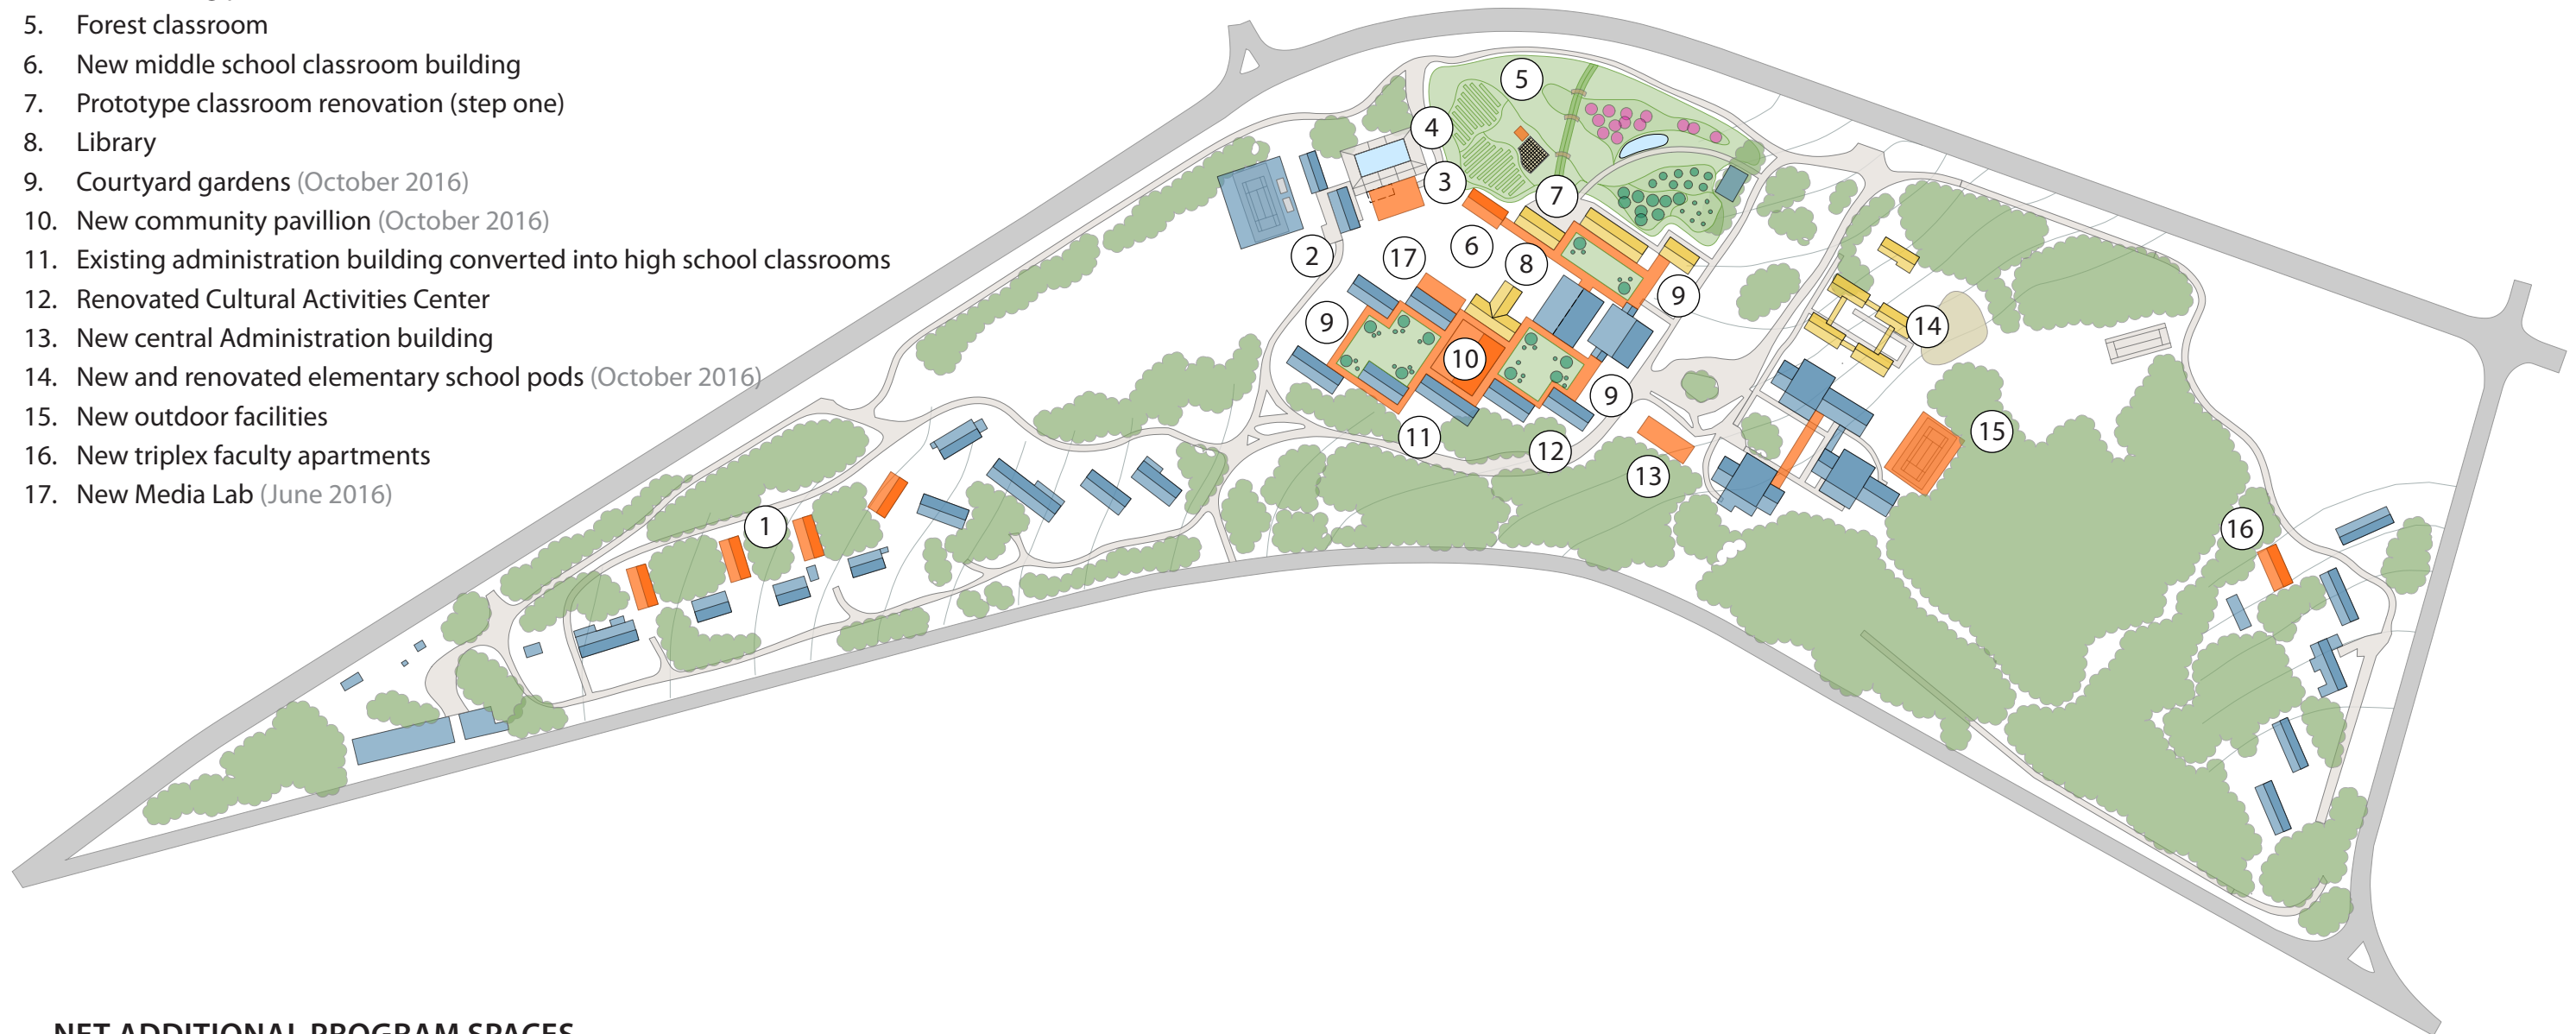 5. Forest classroom
6. New middle school classroom building
7. Prototype classroom renovation (step one)
8. Library
9. Courtyard gardens (October 2016)
10. New community pavillion (October 2016)
11. Existing administration building converted into high school classrooms
12. Renovated Cultural Activities Center
13. New central Administration building
14. New and renovated elementary school pods (October 2016)
15. New outdoor facilities
16. New triplex faculty apartments
17. New Media Lab (June 2016)
5
4
3
7
2
17
6
8
9
9
14
10
9
11
12
13
15
1
16
NET ADDITIONAL PROGRAM SPACES